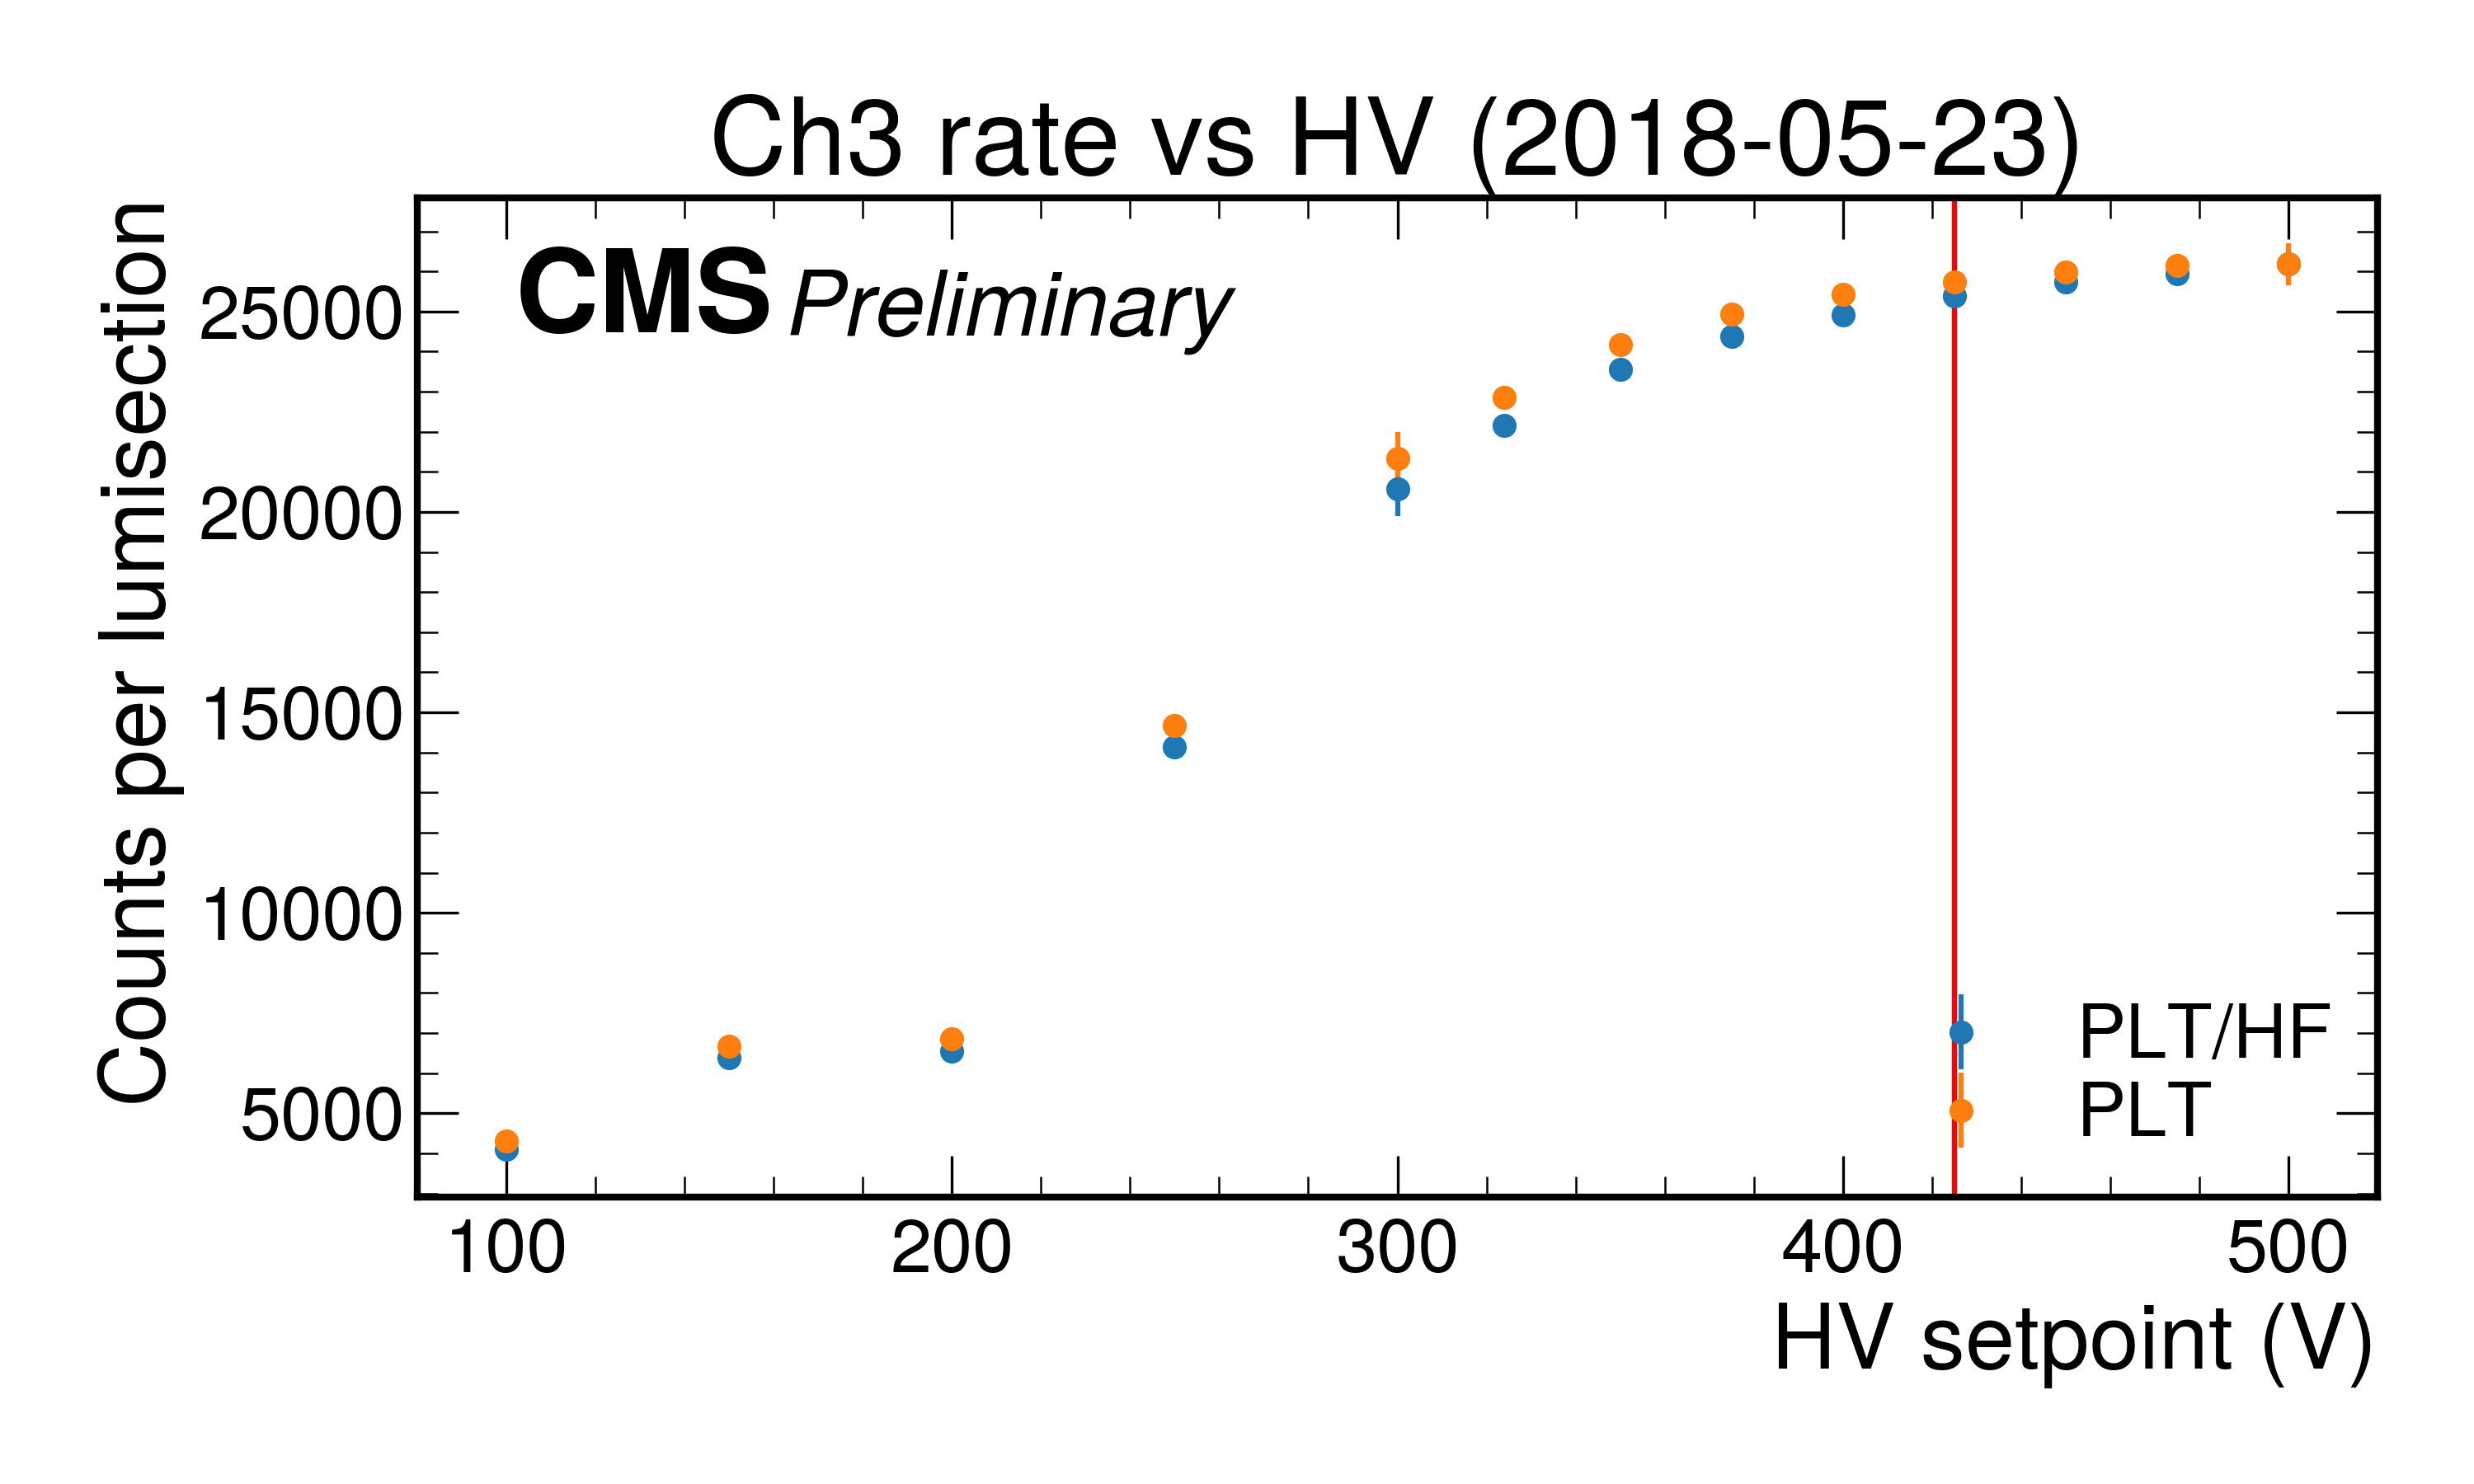 Ch3 rate vs HV (2018-05-23)
CMS Preliminary
Counts per lumisection
25000
20000
15000
10000
5000
PLT/HF
PLT
100 200 300 400 500
HV setpoint (V)